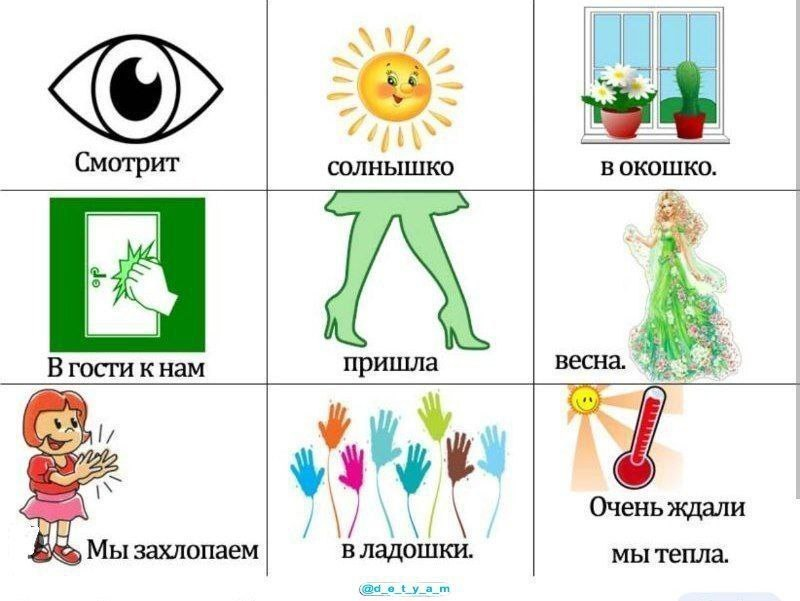 Смотрит
солнышко
в окошко.
В гости к нам
пришла
весна.
Мы захлопаем
в ладошки.
Очень ждали
мы тепла.
@d_e_t_y_a_m